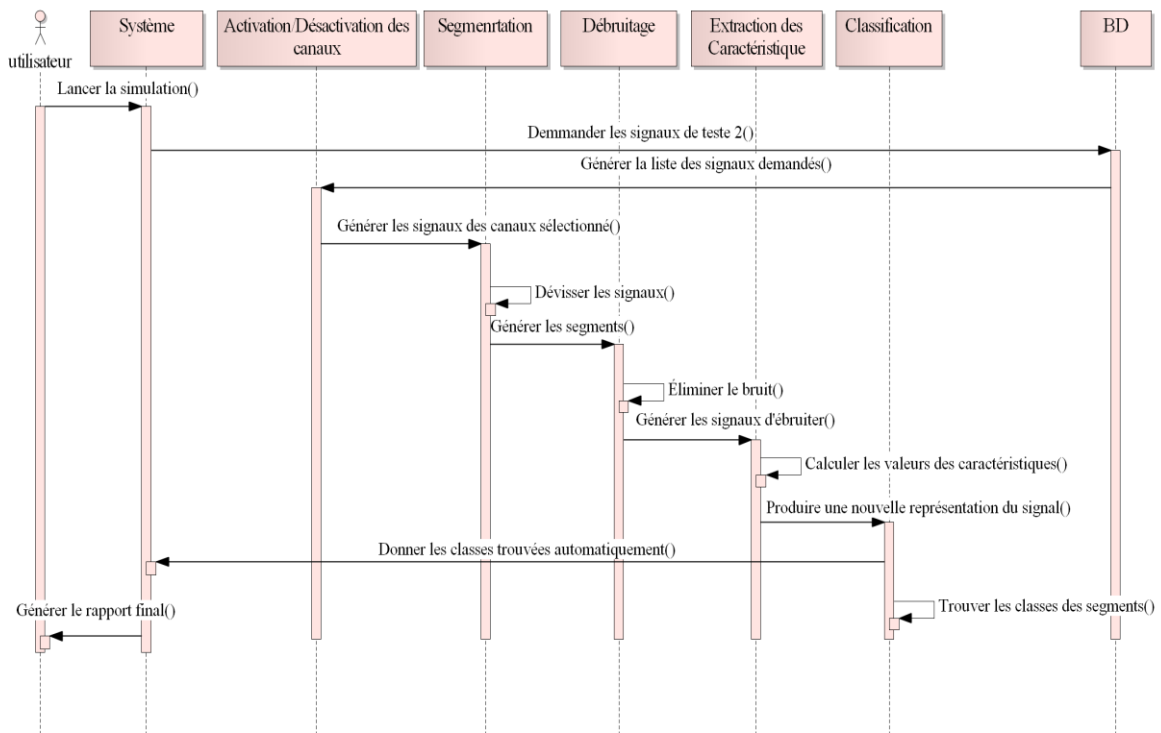 utilisateur
Système
Activation/Désactivation des
canaux
Segmenrtation
Débruitage
Extraction des
Caractéristique
Classification
BD
Lancer la simulation()
Demmander les signaux de teste 2()
Générer la liste des signaux demandés()
Générer les signaux des canaux sélectionné()
Dévisser les signaux()
Générer les segments()
Éliminer le bruit()
Générer les signaux d'ébruiter()
Calculer les valeurs des caractéristiques()
Produire une nouvelle représentation du signal()
Donner les classes trouvées automatiquement()
Trouver les classes des segments()
Générer le rapport final()